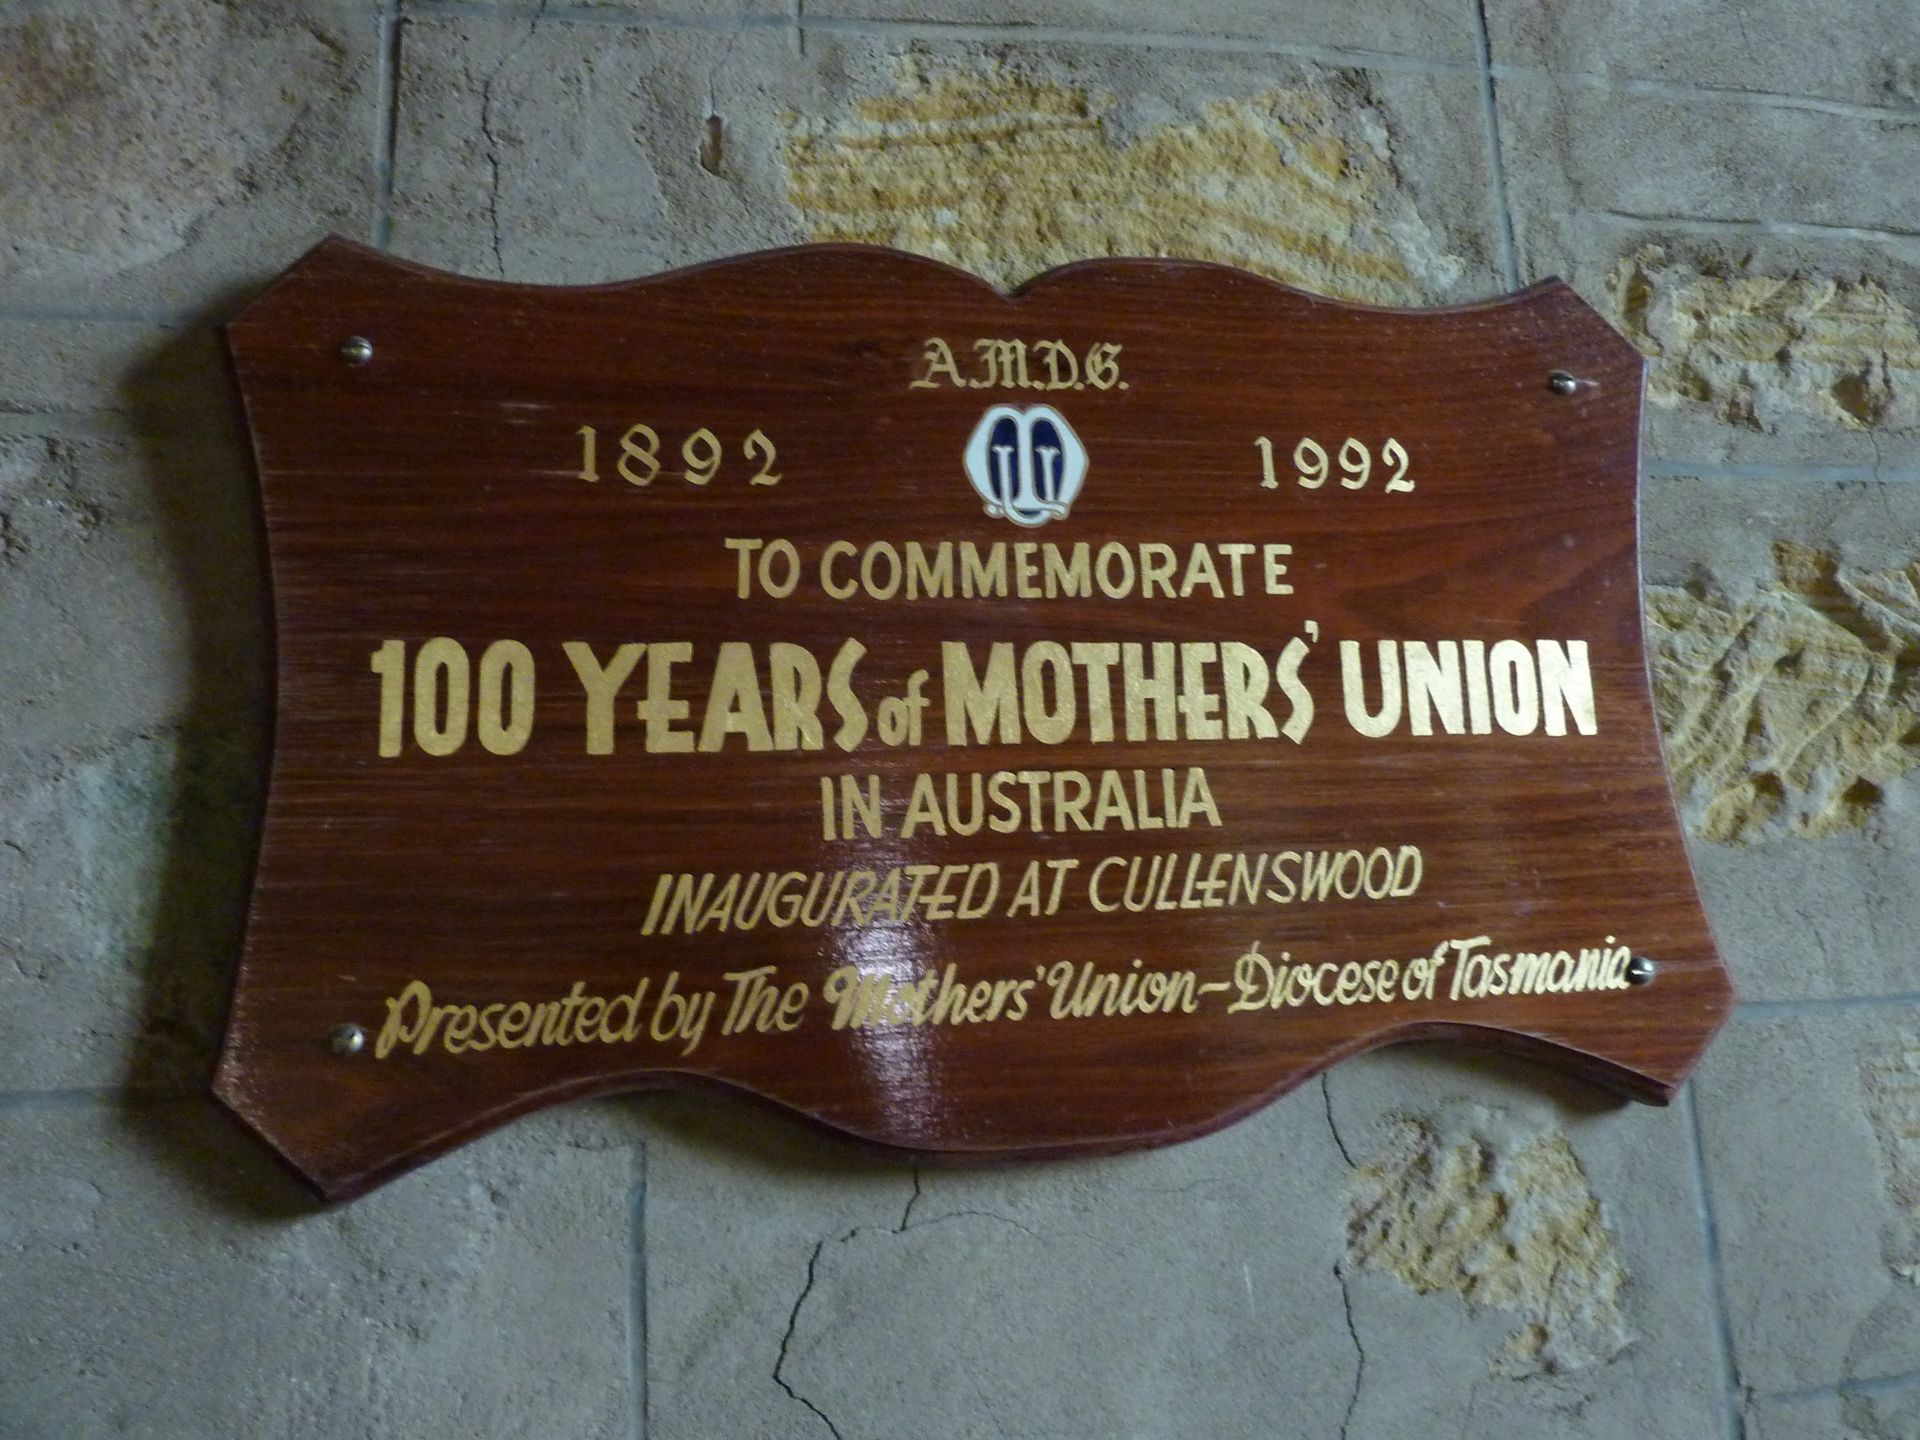 A.M.D.G.
1892 1992
TO COMMEMORATE
100 YEARS of MOTHERS' UNION
IN AUSTRALIA
INAUGURATED AT CULLENSWOOD
Presented by The Mothers' Union - Diocese of Tasmania